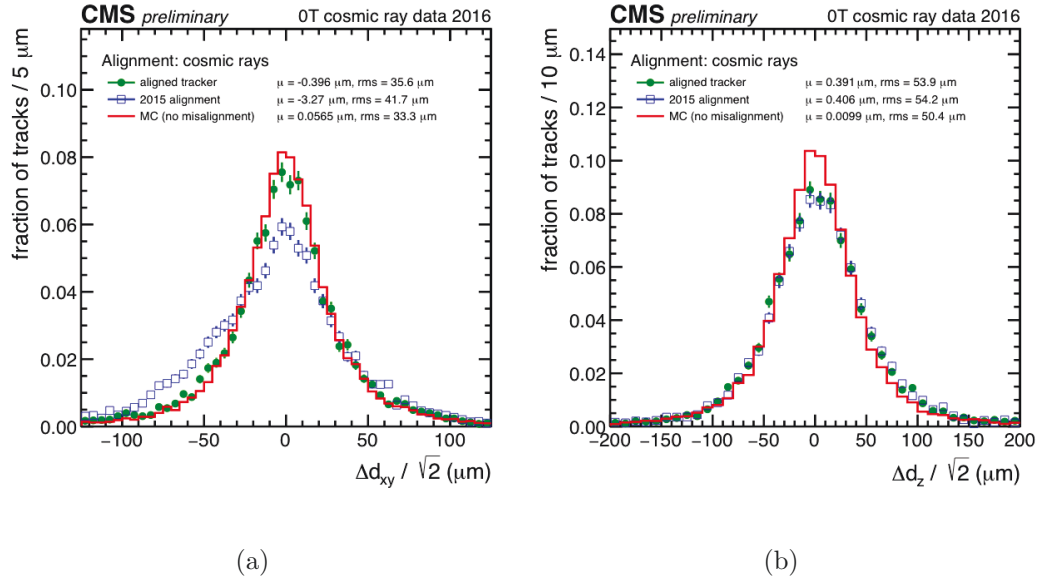 CMS preliminary 0T cosmic ray data 2016
fraction of tracks / 5 μm
Alignment: cosmic rays
aligned tracker μ = -0.396 μm, rms = 35.6 μm
2015 alignment μ = -3.27 μm, rms = 41.7 μm
MC (no misalignment) μ = 0.0565 μm, rms = 33.3 μm
0.10
0.08
0.06
0.04
0.02
0.00
−100 −50 0 50 100
Δd_xy / √2 (μm)
(a)
CMS preliminary 0T cosmic ray data 2016
fraction of tracks / 10 μm
Alignment: cosmic rays
aligned tracker μ = 0.391 μm, rms = 53.9 μm
2015 alignment μ = 0.406 μm, rms = 54.2 μm
MC (no misalignment) μ = 0.0099 μm, rms = 50.4 μm
0.14
0.12
0.10
0.08
0.06
0.04
0.02
0.00
−200 −150 −100 −50 0 50 100 150 200
Δd_z / √2 (μm)
(b)